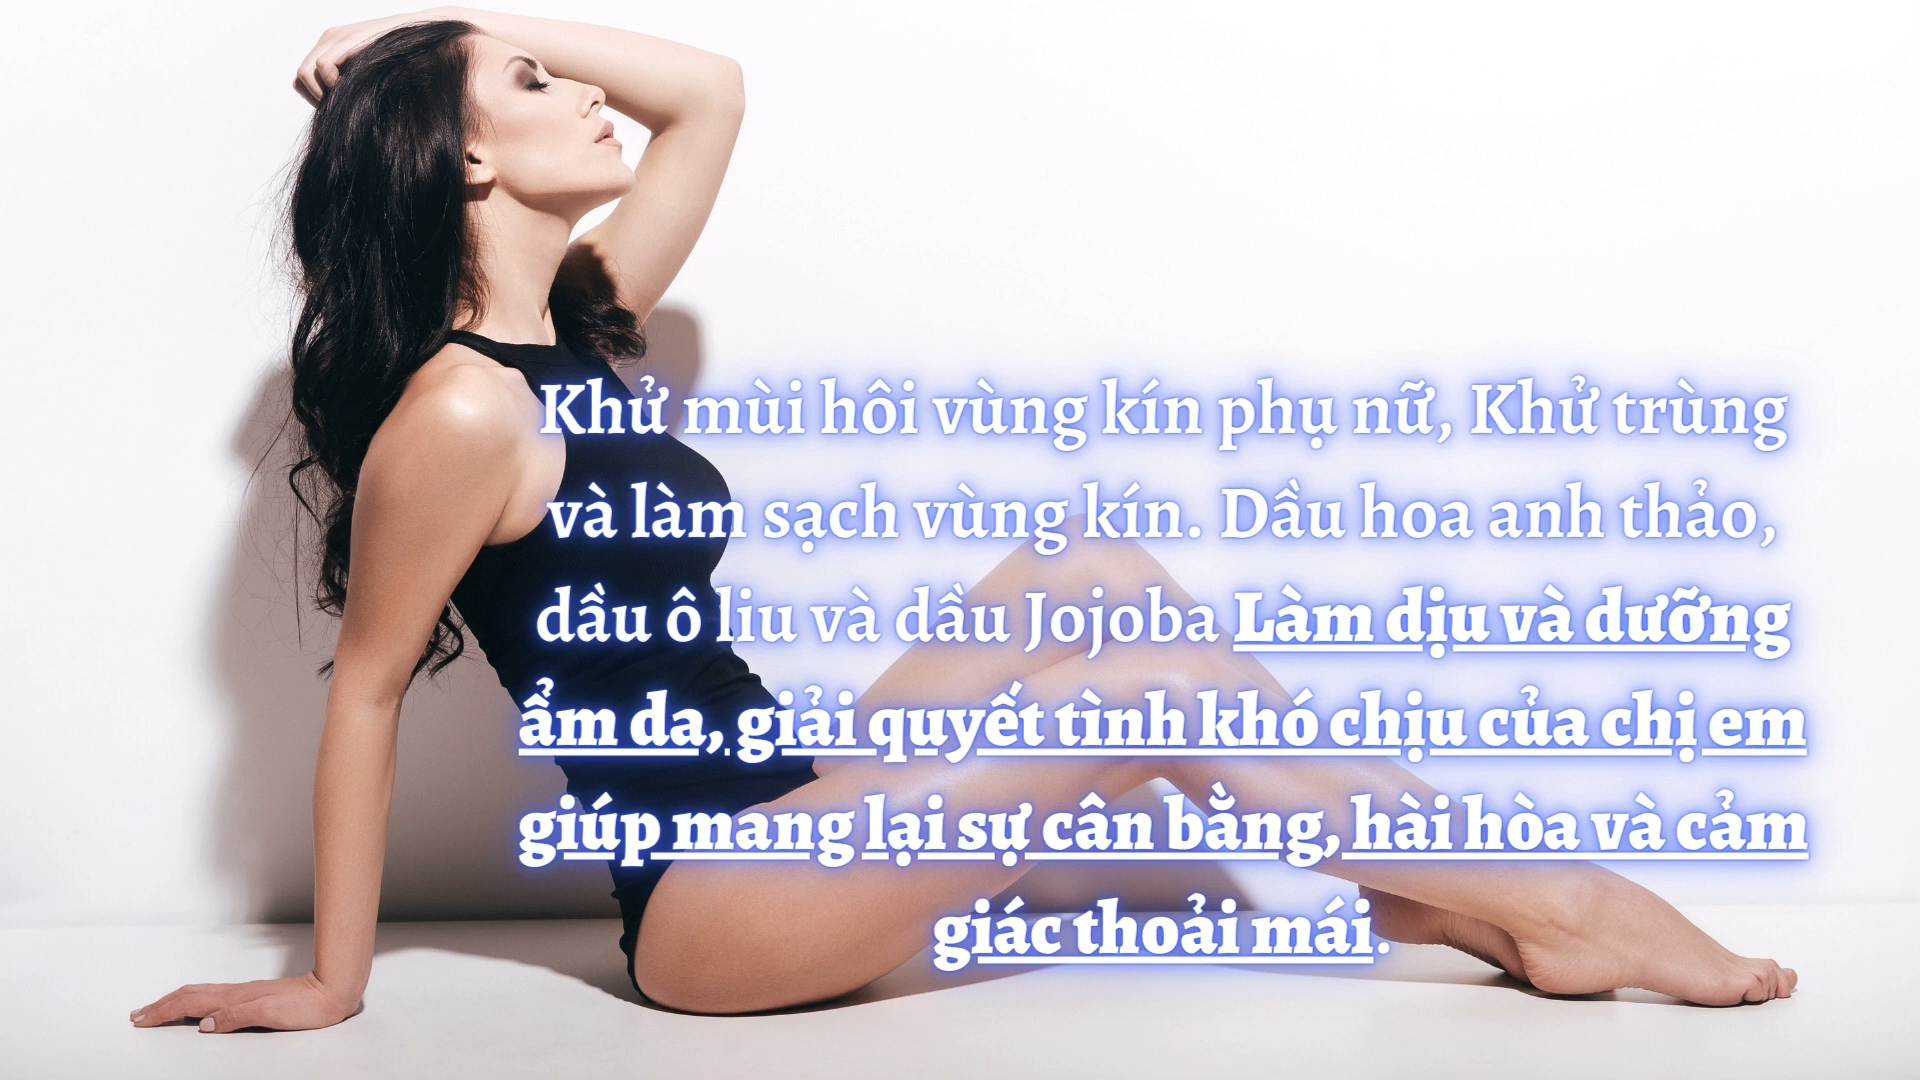 Khử mùi hôi vùng kín phụ nữ, Khử trùng
và làm sạch vùng kín. Dầu hoa anh thảo,
dầu ô liu và dầu Jojoba Làm dịu và dưỡng
ẩm da, giải quyết tình khó chịu của chị em
giúp mang lại sự cân bằng, hài hòa và cảm
giác thoải mái.